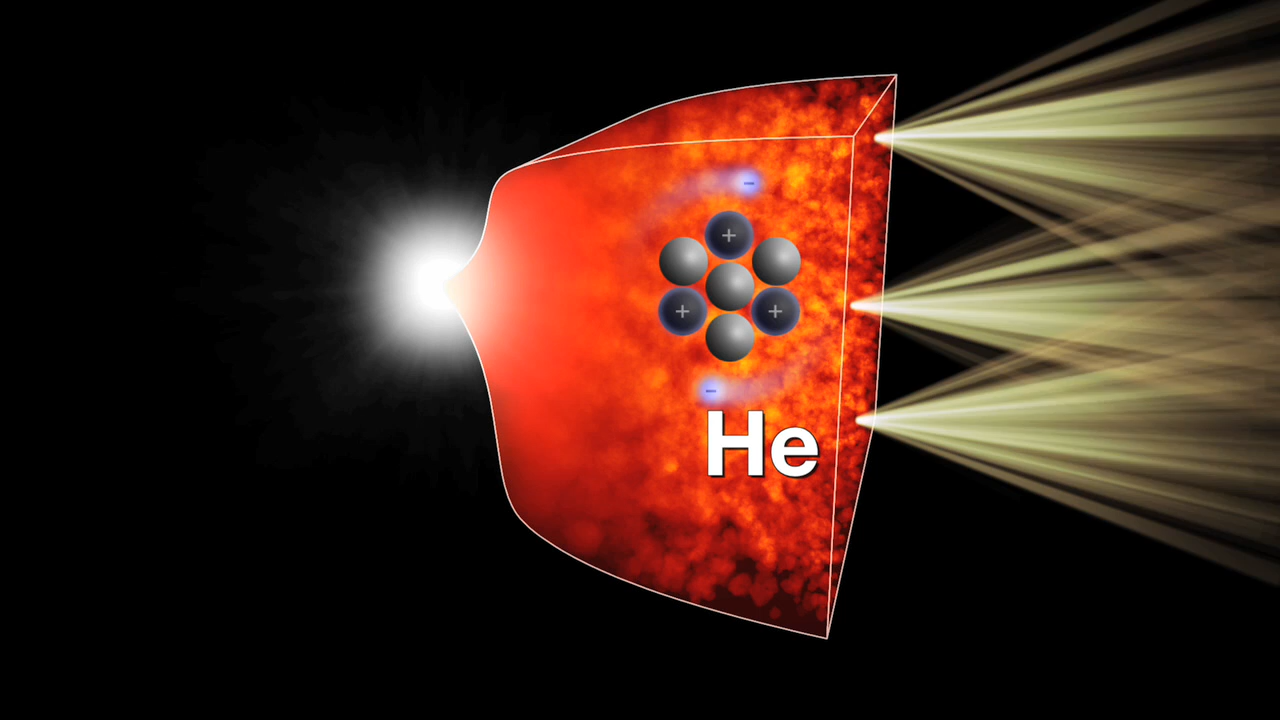 −
+
+ +
−
He